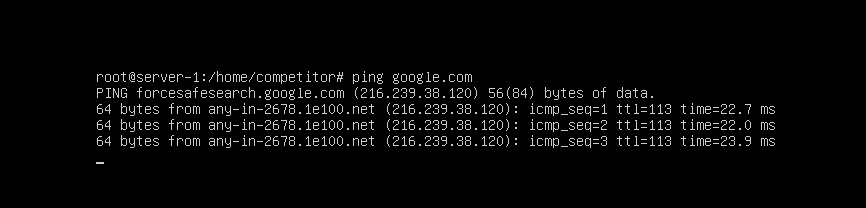 root@server-1:/home/competitor# ping google.com
PING forcesafesearch.google.com (216.239.38.120) 56(84) bytes of data.
64 bytes from any-in-2678.1e100.net (216.239.38.120): icmp_seq=1 ttl=113 time=22.7 ms
64 bytes from any-in-2678.1e100.net (216.239.38.120): icmp_seq=2 ttl=113 time=22.0 ms
64 bytes from any-in-2678.1e100.net (216.239.38.120): icmp_seq=3 ttl=113 time=23.9 ms